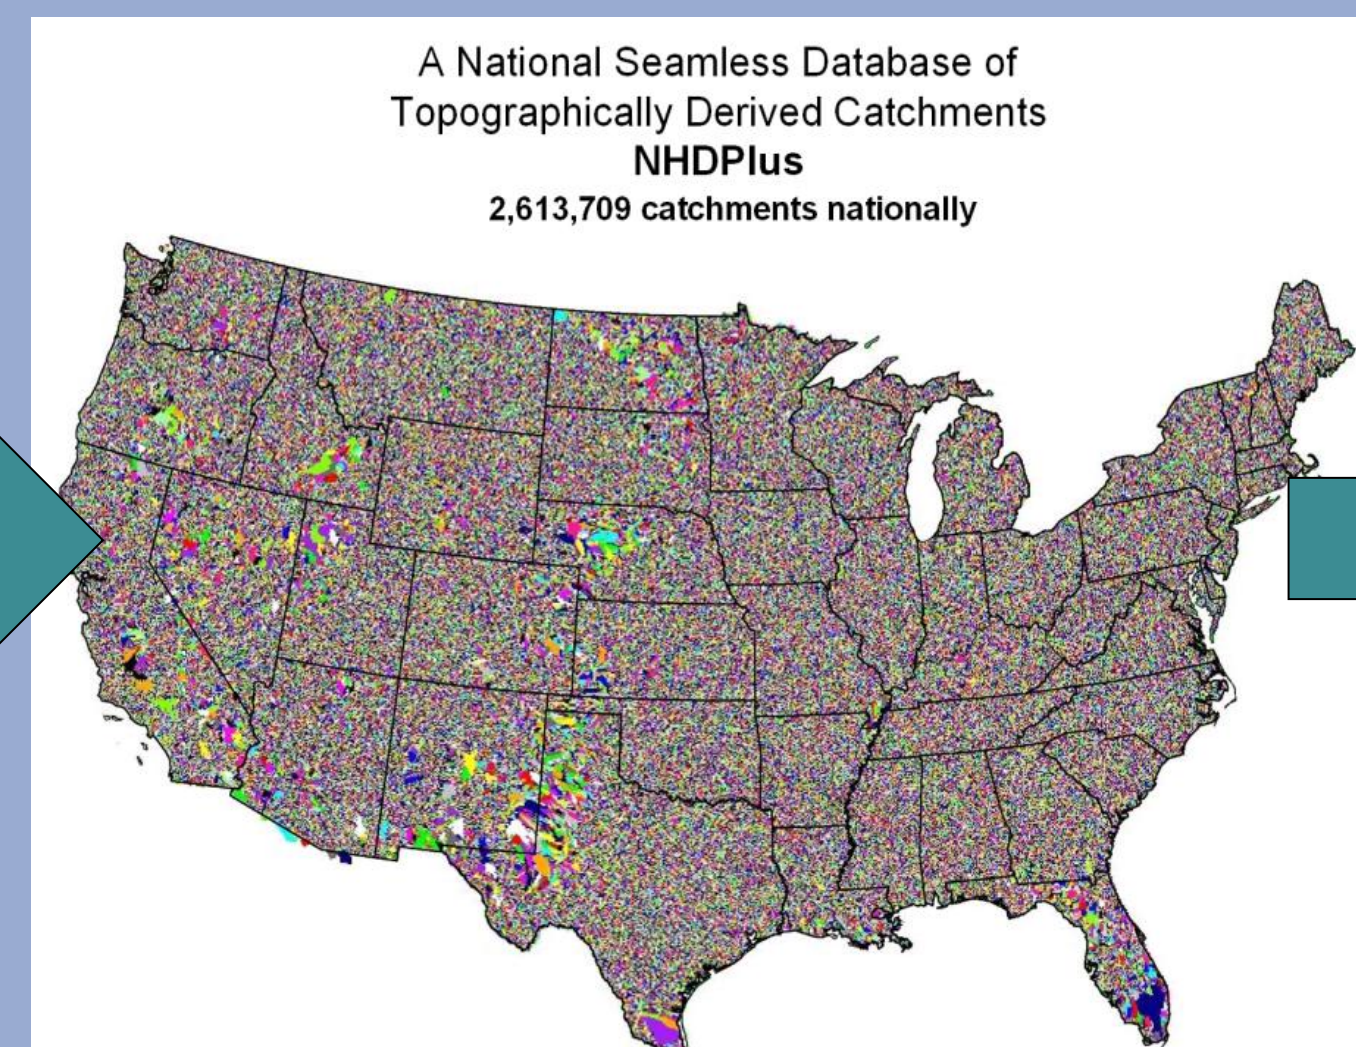 A National Seamless Database of
Topographically Derived Catchments
NHDPlus
2,613,709 catchments nationally